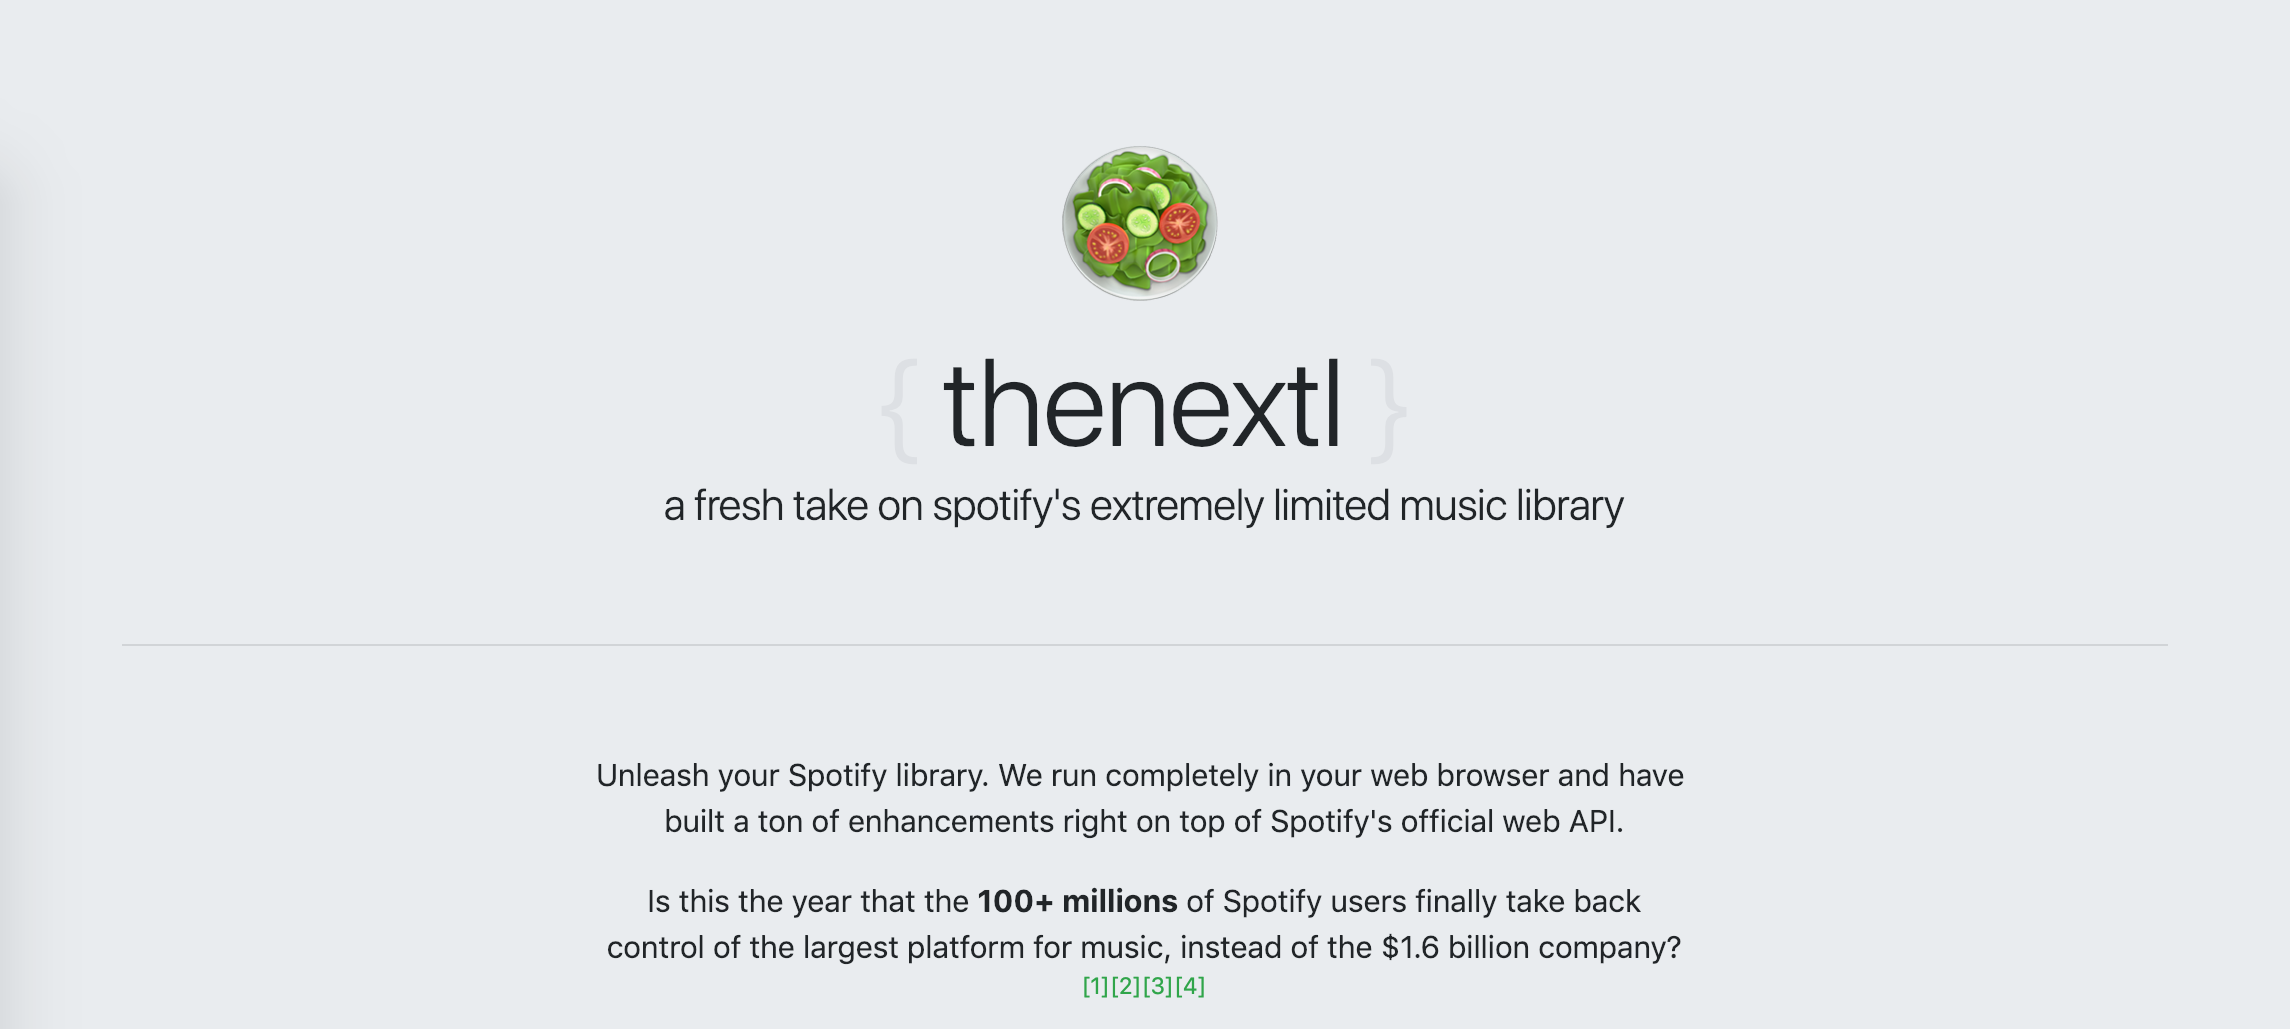 { thenextl }
a fresh take on spotify's extremely limited music library
Unleash your Spotify library. We run completely in your web browser and have
built a ton of enhancements right on top of Spotify's official web API.
Is this the year that the 100+ millions of Spotify users finally take back
control of the largest platform for music, instead of the $1.6 billion company?
[1][2][3][4]